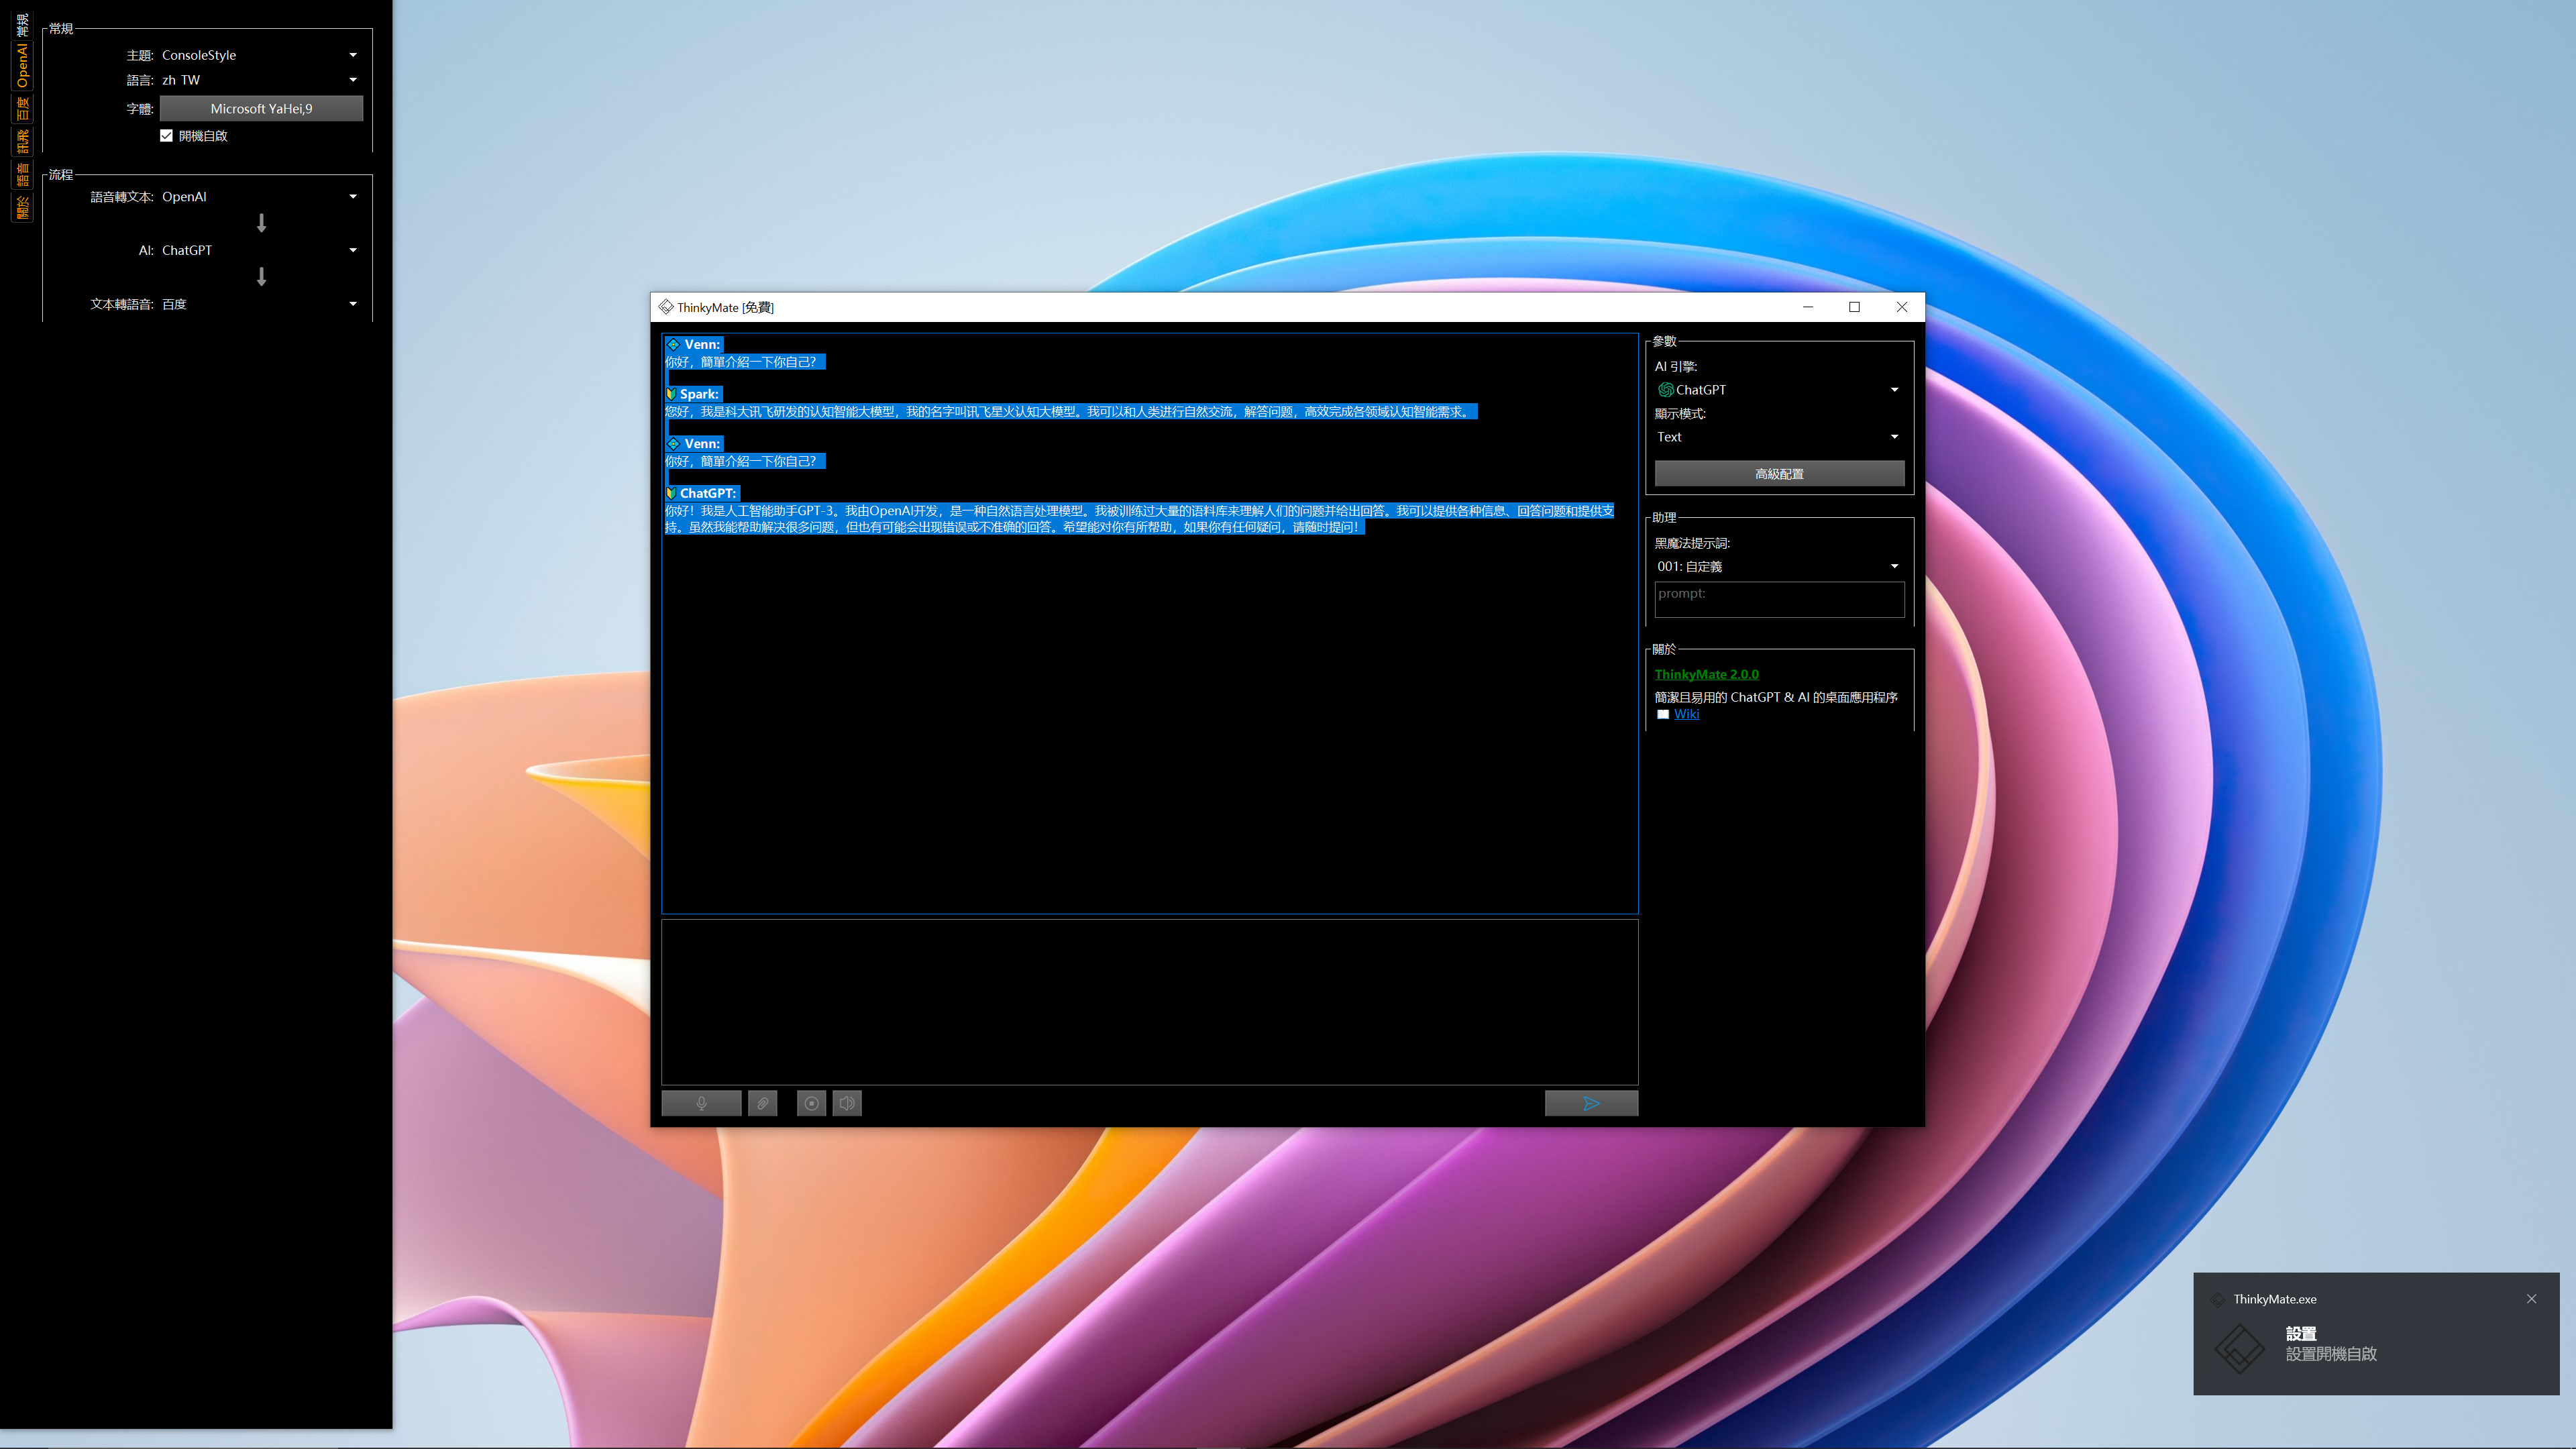 常規
OpenAI
百度
訊飛
語音
關於
常規
主題: ConsoleStyle
語言: zh TW
字體: Microsoft YaHei,9
開機自啟
流程
語音轉文本: OpenAI
AI: ChatGPT
文本轉語音: 百度
ThinkyMate [免費]
Venn:
你好，簡單介紹一下你自己？
Spark:
您好，我是科大讯飞研发的认知智能大模型，我的名字叫讯飞星火认知大模型。我可以和人类进行自然交流，解答问题，高效完成各领域认知智能需求。
Venn:
你好，簡單介紹一下你自己？
ChatGPT:
你好！我是人工智能助手GPT-3。我由OpenAI开发，是一种自然语言处理模型。我被训练过大量的语料库来理解人们的问题并给出回答。我可以提供各种信息、回答问题和提供支
持。虽然我能帮助解决很多问题，但也有可能会出现错误或不准确的回答。希望能对你有所帮助，如果你有任何疑问，请随时提问！
參數
AI 引擎:
ChatGPT
顯示模式:
Text
高級配置
助理
黑魔法提示詞:
001: 自定義
prompt:
關於
ThinkyMate 2.0.0
簡潔且易用的 ChatGPT & AI 的桌面應用程序
Wiki
ThinkyMate.exe
設置
設置開機自啟